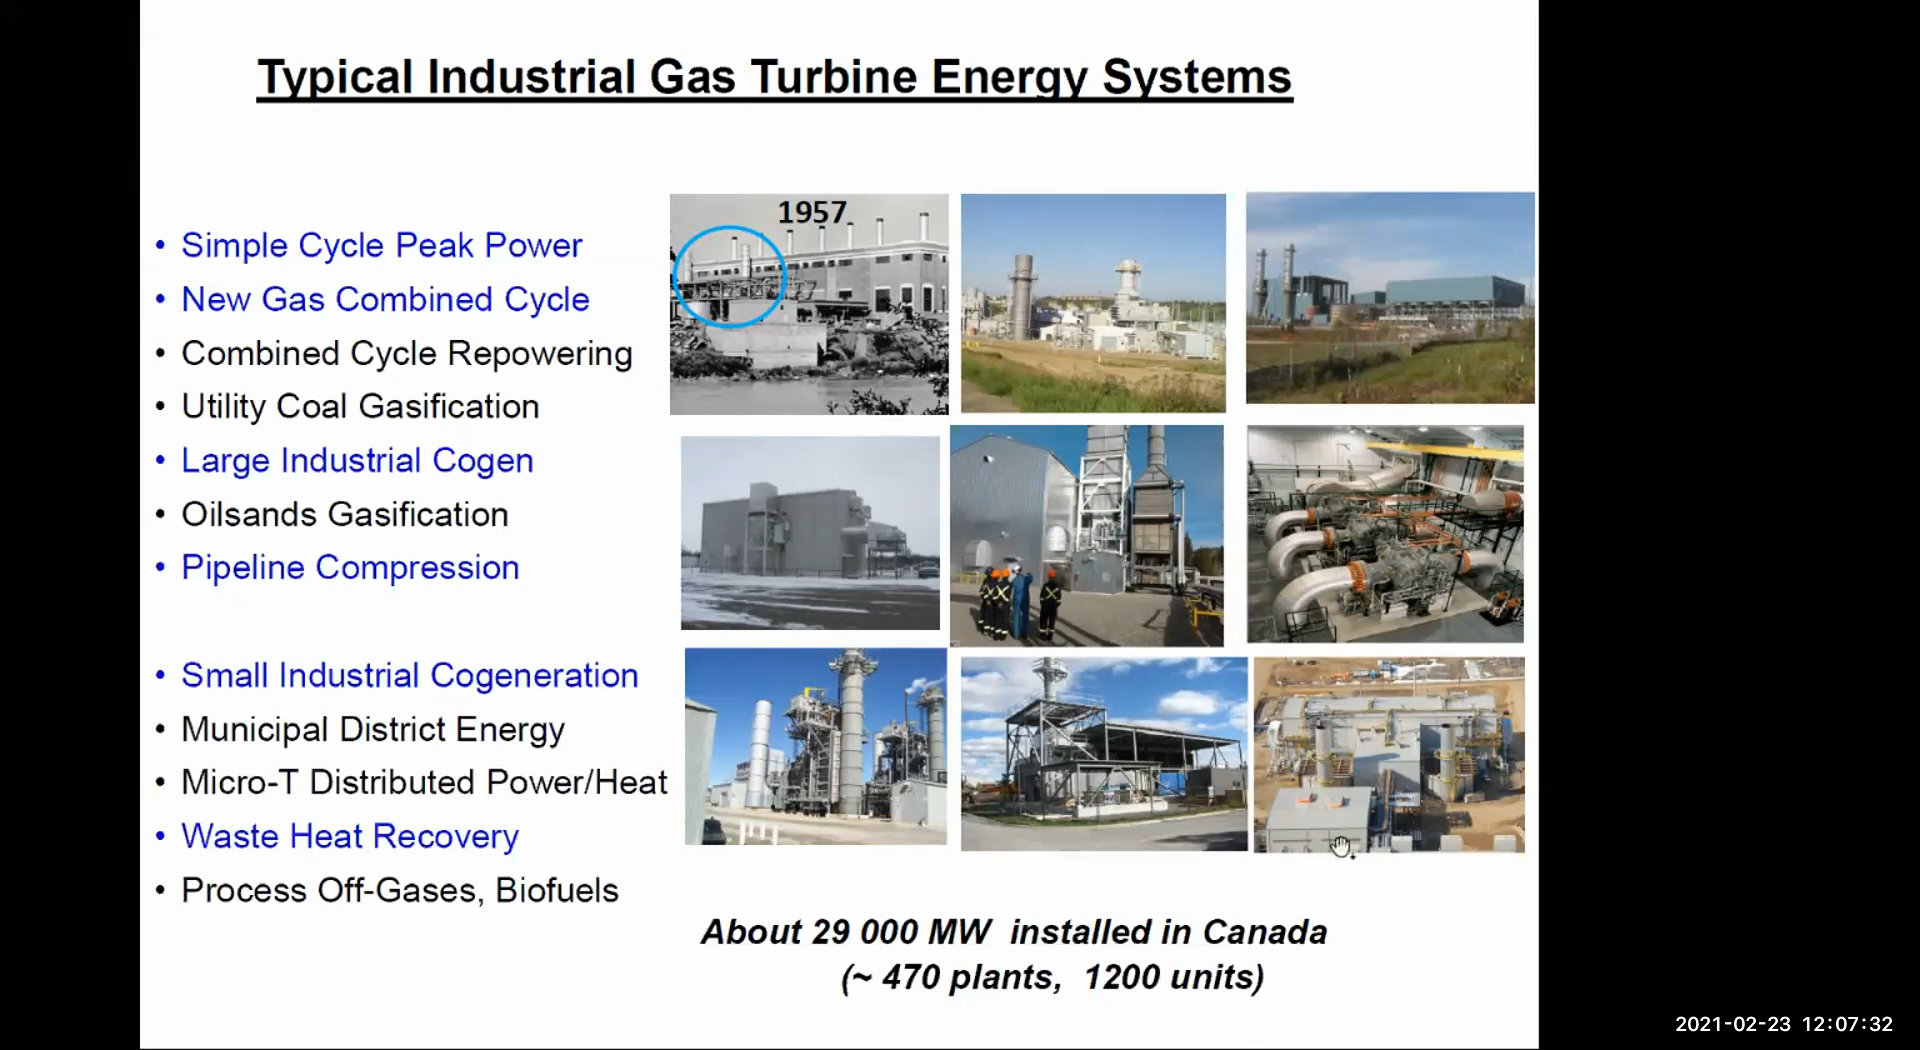 Typical Industrial Gas Turbine Energy Systems
1957
• Simple Cycle Peak Power
• New Gas Combined Cycle
• Combined Cycle Repowering
• Utility Coal Gasification
• Large Industrial Cogen
• Oilsands Gasification
• Pipeline Compression
• Small Industrial Cogeneration
• Municipal District Energy
• Micro-T Distributed Power/Heat
• Waste Heat Recovery
• Process Off-Gases, Biofuels
About 29 000 MW installed in Canada
(~ 470 plants, 1200 units)
2021-02-23 12:07:32